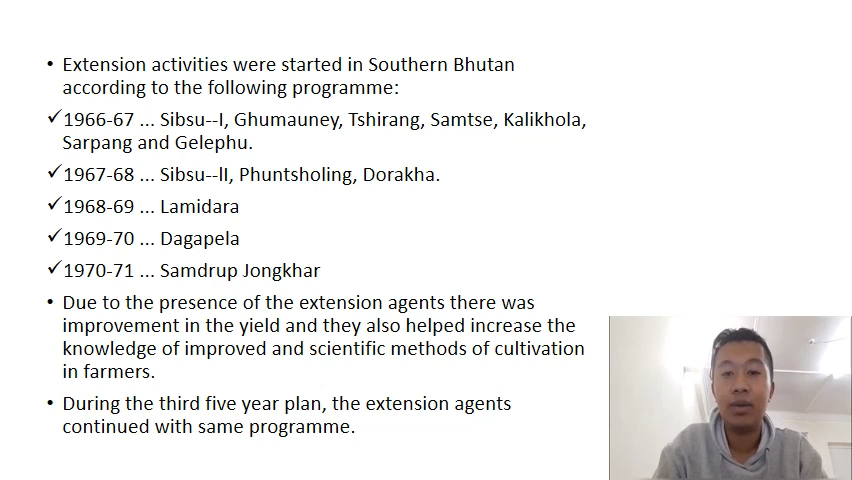 • Extension activities were started in Southern Bhutan
according to the following programme:
✓1966-67 ... Sibsu--I, Ghumauney, Tshirang, Samtse, Kalikhola,
Sarpang and Gelephu.
✓1967-68 ... Sibsu--lI, Phuntsholing, Dorakha.
✓1968-69 ... Lamidara
✓1969-70 ... Dagapela
✓1970-71 ... Samdrup Jongkhar
• Due to the presence of the extension agents there was
improvement in the yield and they also helped increase the
knowledge of improved and scientific methods of cultivation
in farmers.
• During the third five year plan, the extension agents
continued with same programme.